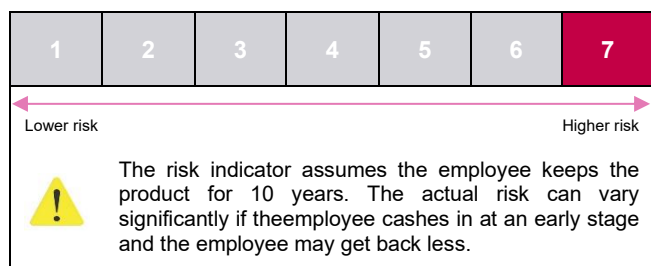 1 2 3 4 5 6 7
Lower risk Higher risk
The risk indicator assumes the employee keeps the
product for 10 years. The actual risk can vary
significantly if theemployee cashes in at an early stage
and the employee may get back less.